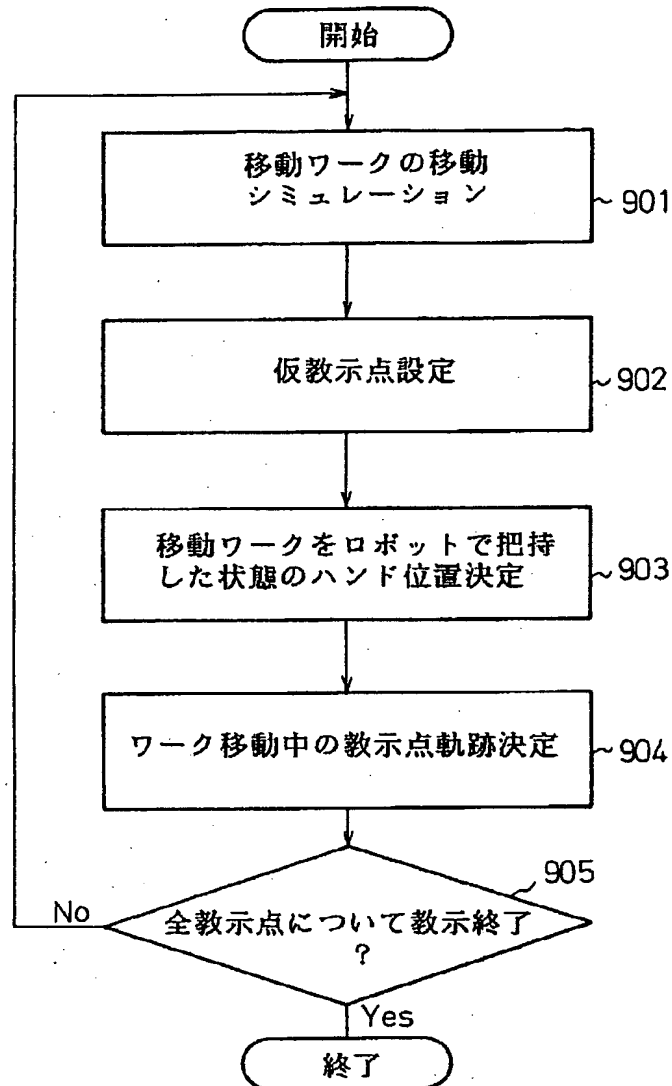 開始
移動ワークの移動
シミュレーション
901
仮教示点設定
902
移動ワークをロボットで把持
した状態のハンド位置決定
903
ワーク移動中の教示点軌跡決定
904
905
No
全教示点について教示終了
?
Yes
終了